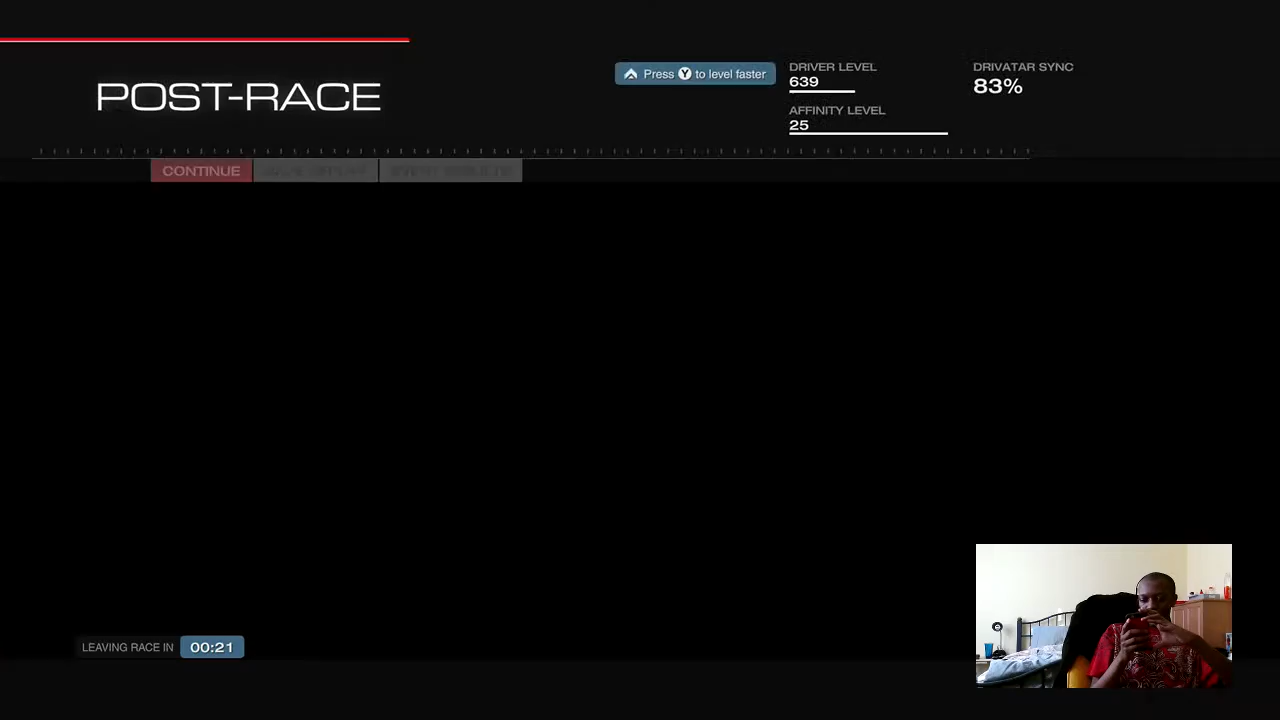 POST-RACE
Press Y to level faster
DRIVER LEVEL
639
AFFINITY LEVEL
25
DRIVATAR SYNC
83%
CONTINUE
LEAVING RACE IN 00:21